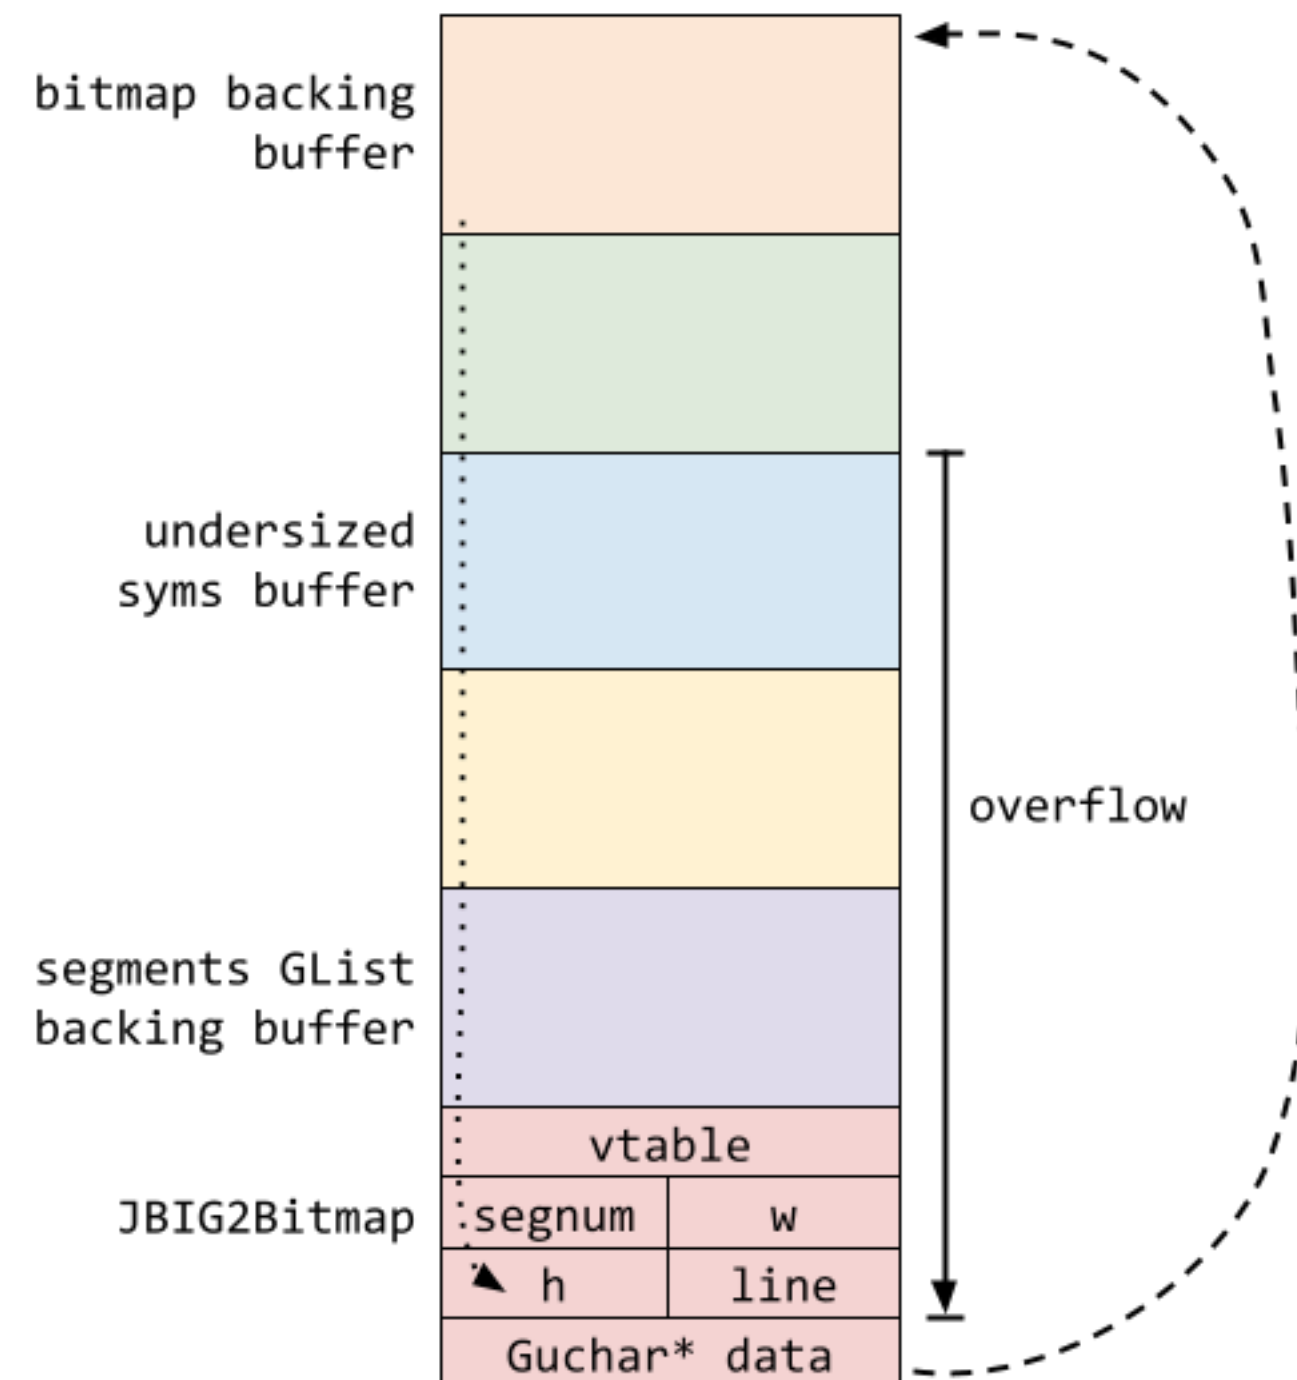 bitmap backing
buffer
undersized
syms buffer
overflow
segments GList
backing buffer
vtable
JBIG2Bitmap
segnum
w
h
line
Guchar* data